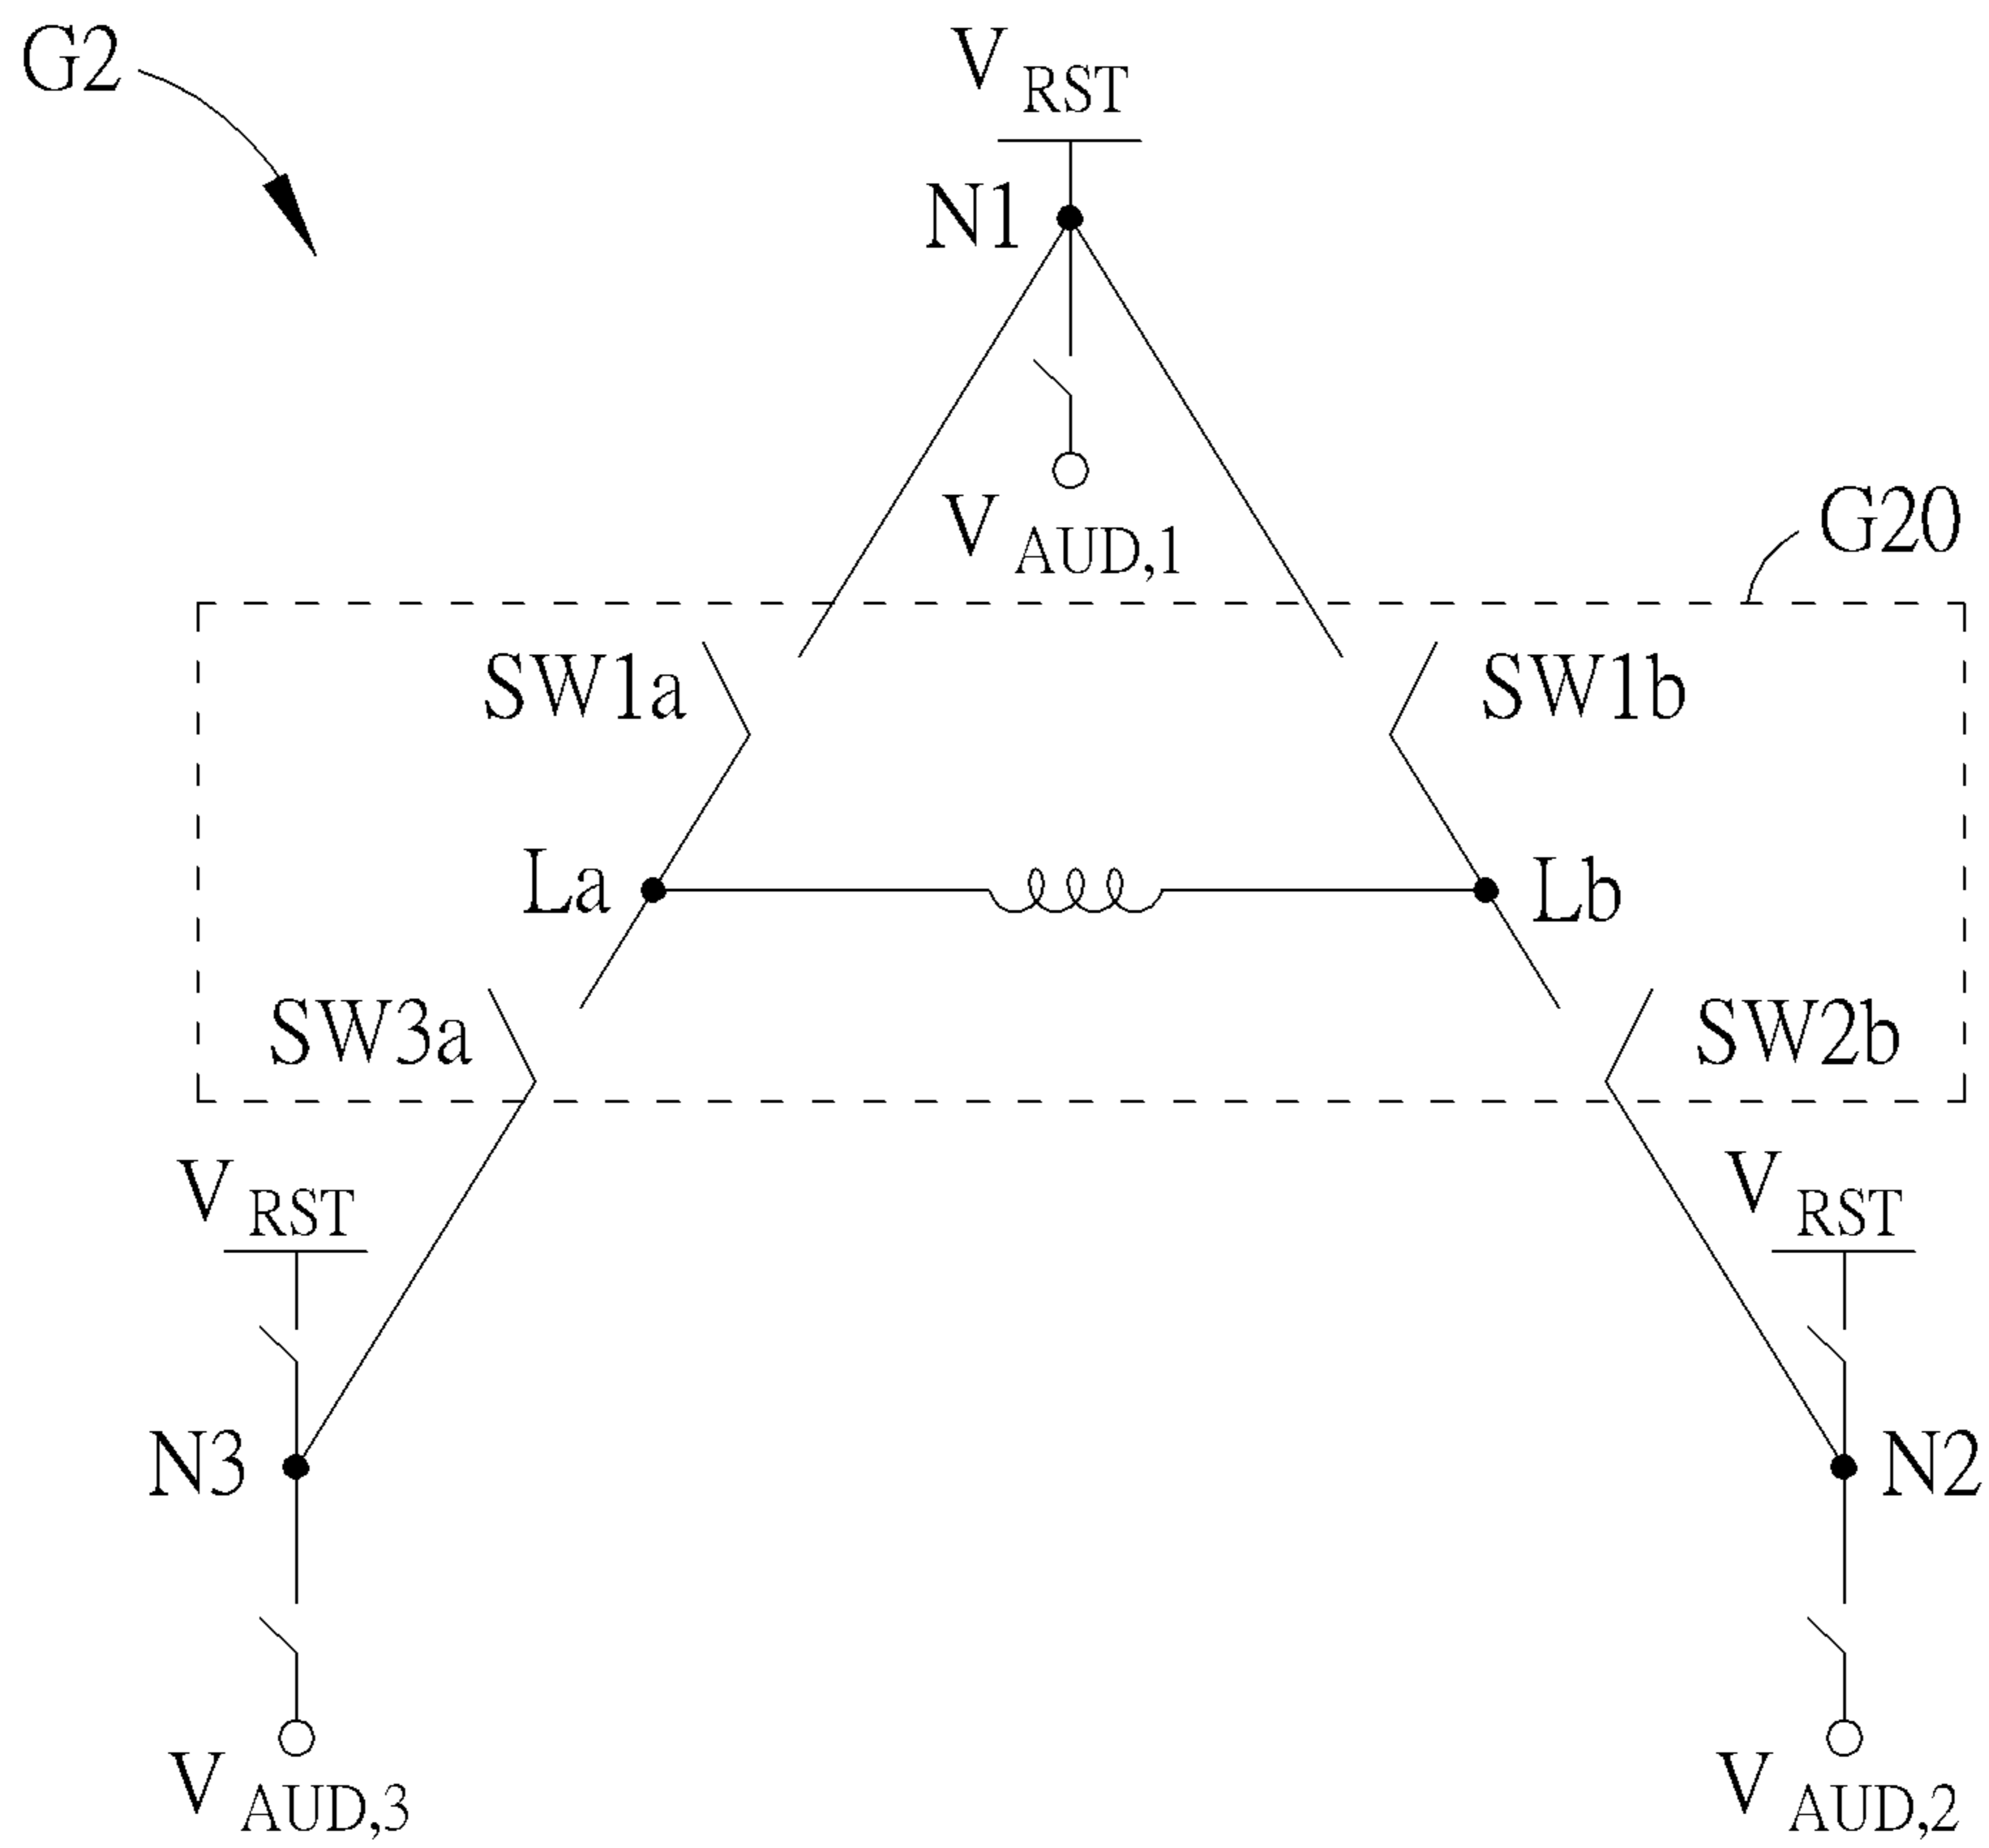 G2
V RST
N1
V AUD,1
G20
SW1a
SW1b
La
Lb
SW3a
SW2b
V RST
V RST
N3
N2
V AUD,3
V AUD,2